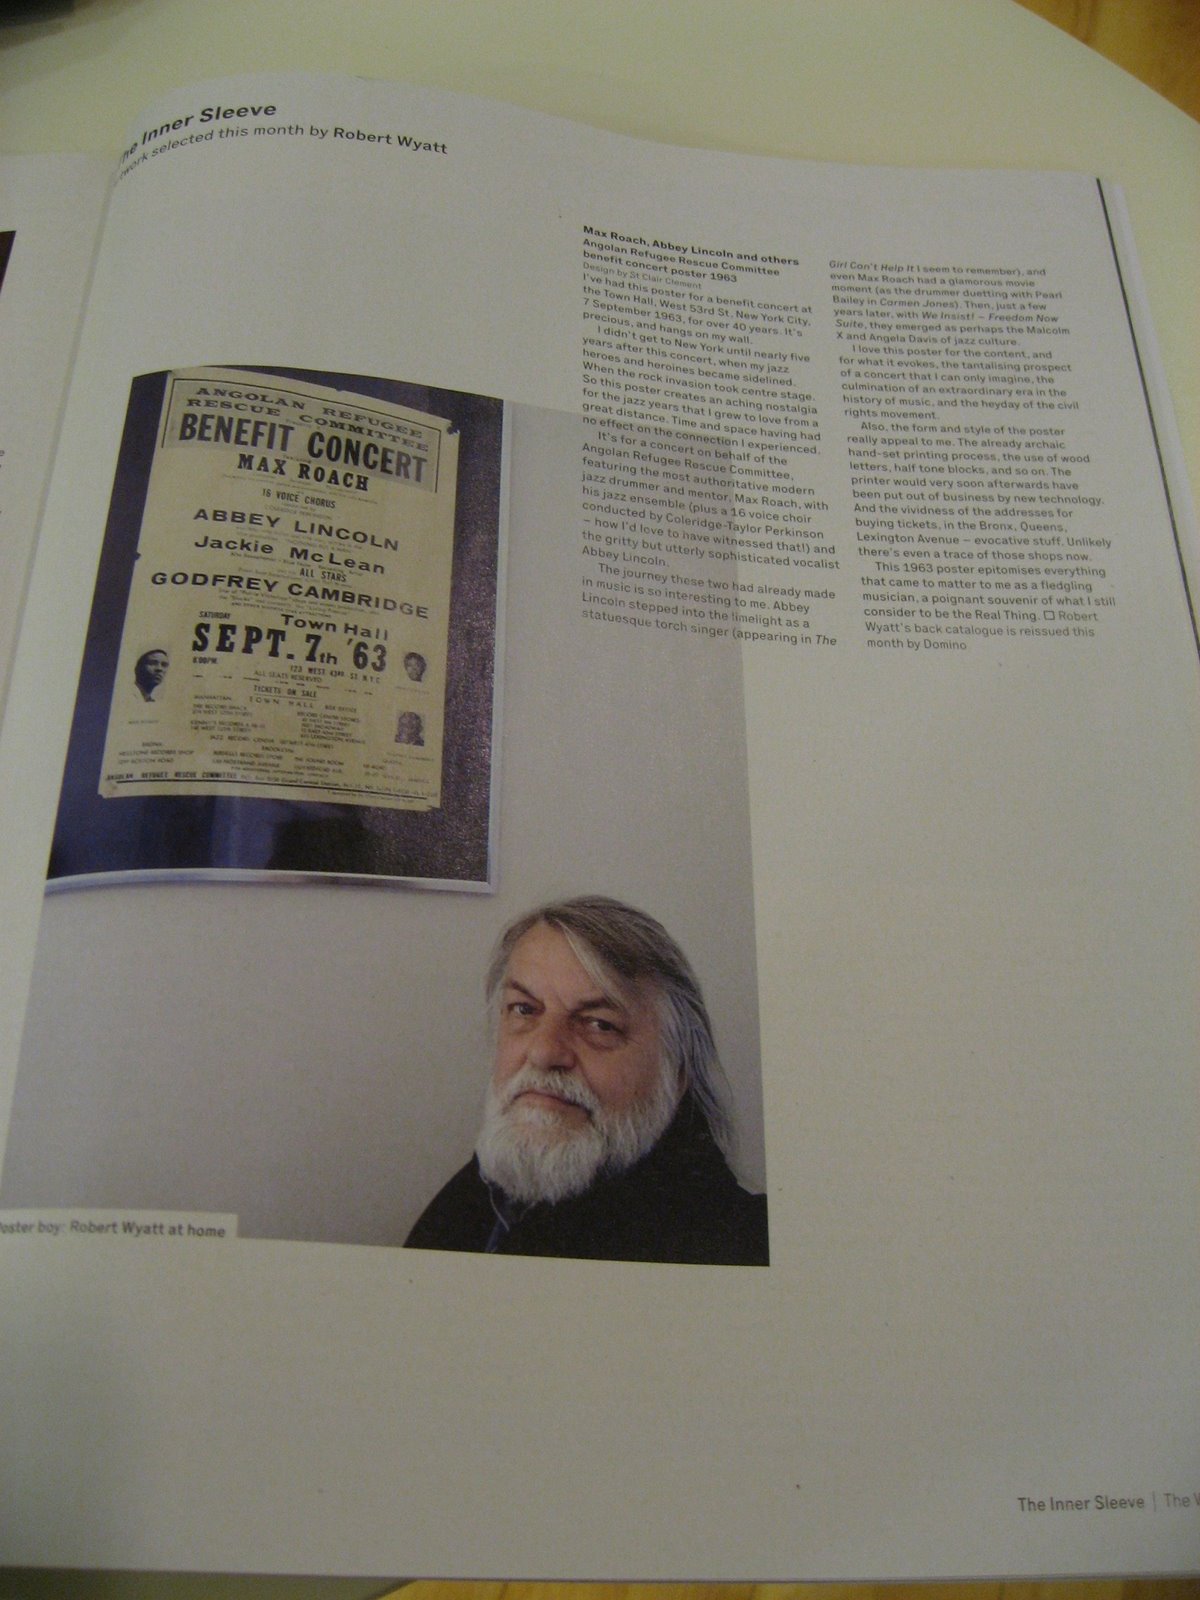 The Inner Sleeve
Artwork selected this month by Robert Wyatt
Max Roach, Abbey Lincoln and others
Angolan Refugee Rescue Committee
benefit concert poster 1963
Design by St Clair Clement
I've had this poster for a benefit concert at
the Town Hall, West 53rd St, New York City,
7 September 1963, for over 40 years. It's
precious, and hangs on my wall.
I didn't get to New York until nearly five
years after this concert, when my jazz
heroes and heroines became sidelined.
When the rock invasion took centre stage.
So this poster creates an aching nostalgia
for the jazz years that I grew to love from a
great distance. Time and space having had
no effect on the connection I experienced.
It's for a concert on behalf of the
Angolan Refugee Rescue Committee,
featuring the most authoritative modern
jazz drummer and mentor, Max Roach, with
his jazz ensemble (plus a 16 voice choir
conducted by Coleridge-Taylor Perkinson
– how I'd love to have witnessed that!) and
the gritty but utterly sophisticated vocalist
Abbey Lincoln.
The journey these two had already made
in music is so interesting to me. Abbey
Lincoln stepped into the limelight as a
statuesque torch singer (appearing in The
Girl Can't Help It I seem to remember), and
even Max Roach had a glamorous movie
moment (as the drummer duetting with Pearl
Bailey in Carmen Jones). Then, just a few
years later, with We Insist! – Freedom Now
Suite, they emerged as perhaps the Malcolm
X and Angela Davis of jazz culture.
I love this poster for the content, and
for what it evokes, the tantalising prospect
of a concert that I can only imagine, the
culmination of an extraordinary era in the
history of music, and the heyday of the civil
rights movement.
Also, the form and style of the poster
really appeal to me. The already archaic
hand-set printing process, the use of wood
letters, half tone blocks, and so on. The
printer would very soon afterwards have
been put out of business by new technology.
And the vividness of the addresses for
buying tickets, in the Bronx, Queens,
Lexington Avenue – evocative stuff. Unlikely
there's even a trace of those shops now.
This 1963 poster epitomises everything
that came to matter to me as a fledgling
musician, a poignant souvenir of what I still
consider to be the Real Thing. □ Robert
Wyatt's back catalogue is reissued this
month by Domino
ANGOLAN REFUGEE
RESCUE COMMITTEE
BENEFIT CONCERT
MAX ROACH
16 VOICE CHORUS
ABBEY LINCOLN
Jackie McLean
ALL STARS
GODFREY CAMBRIDGE
SATURDAY
Town Hall
SEPT. 7th '63
123 WEST 43RD ST. N.Y.C
ALL SEATS RESERVED
TICKETS ON SALE
TOWN HALL BOX OFFICE
MANHATTAN
BRONX
BROOKLYN
ANGOLAN REFUGEE RESCUE COMMITTEE
Poster boy: Robert Wyatt at home
The Inner Sleeve | The W